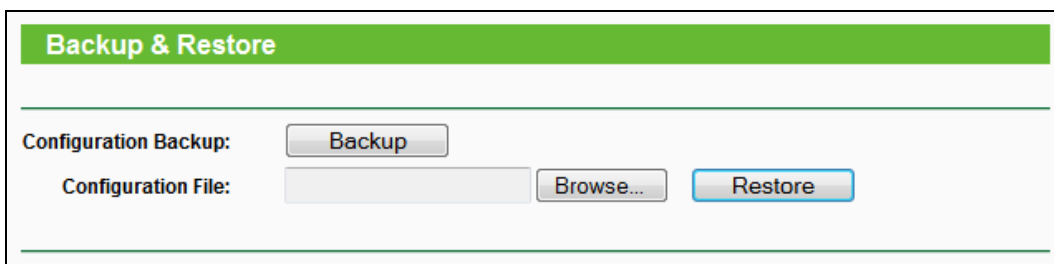 Backup & Restore
Configuration Backup: Backup
Configuration File: Browse... Restore